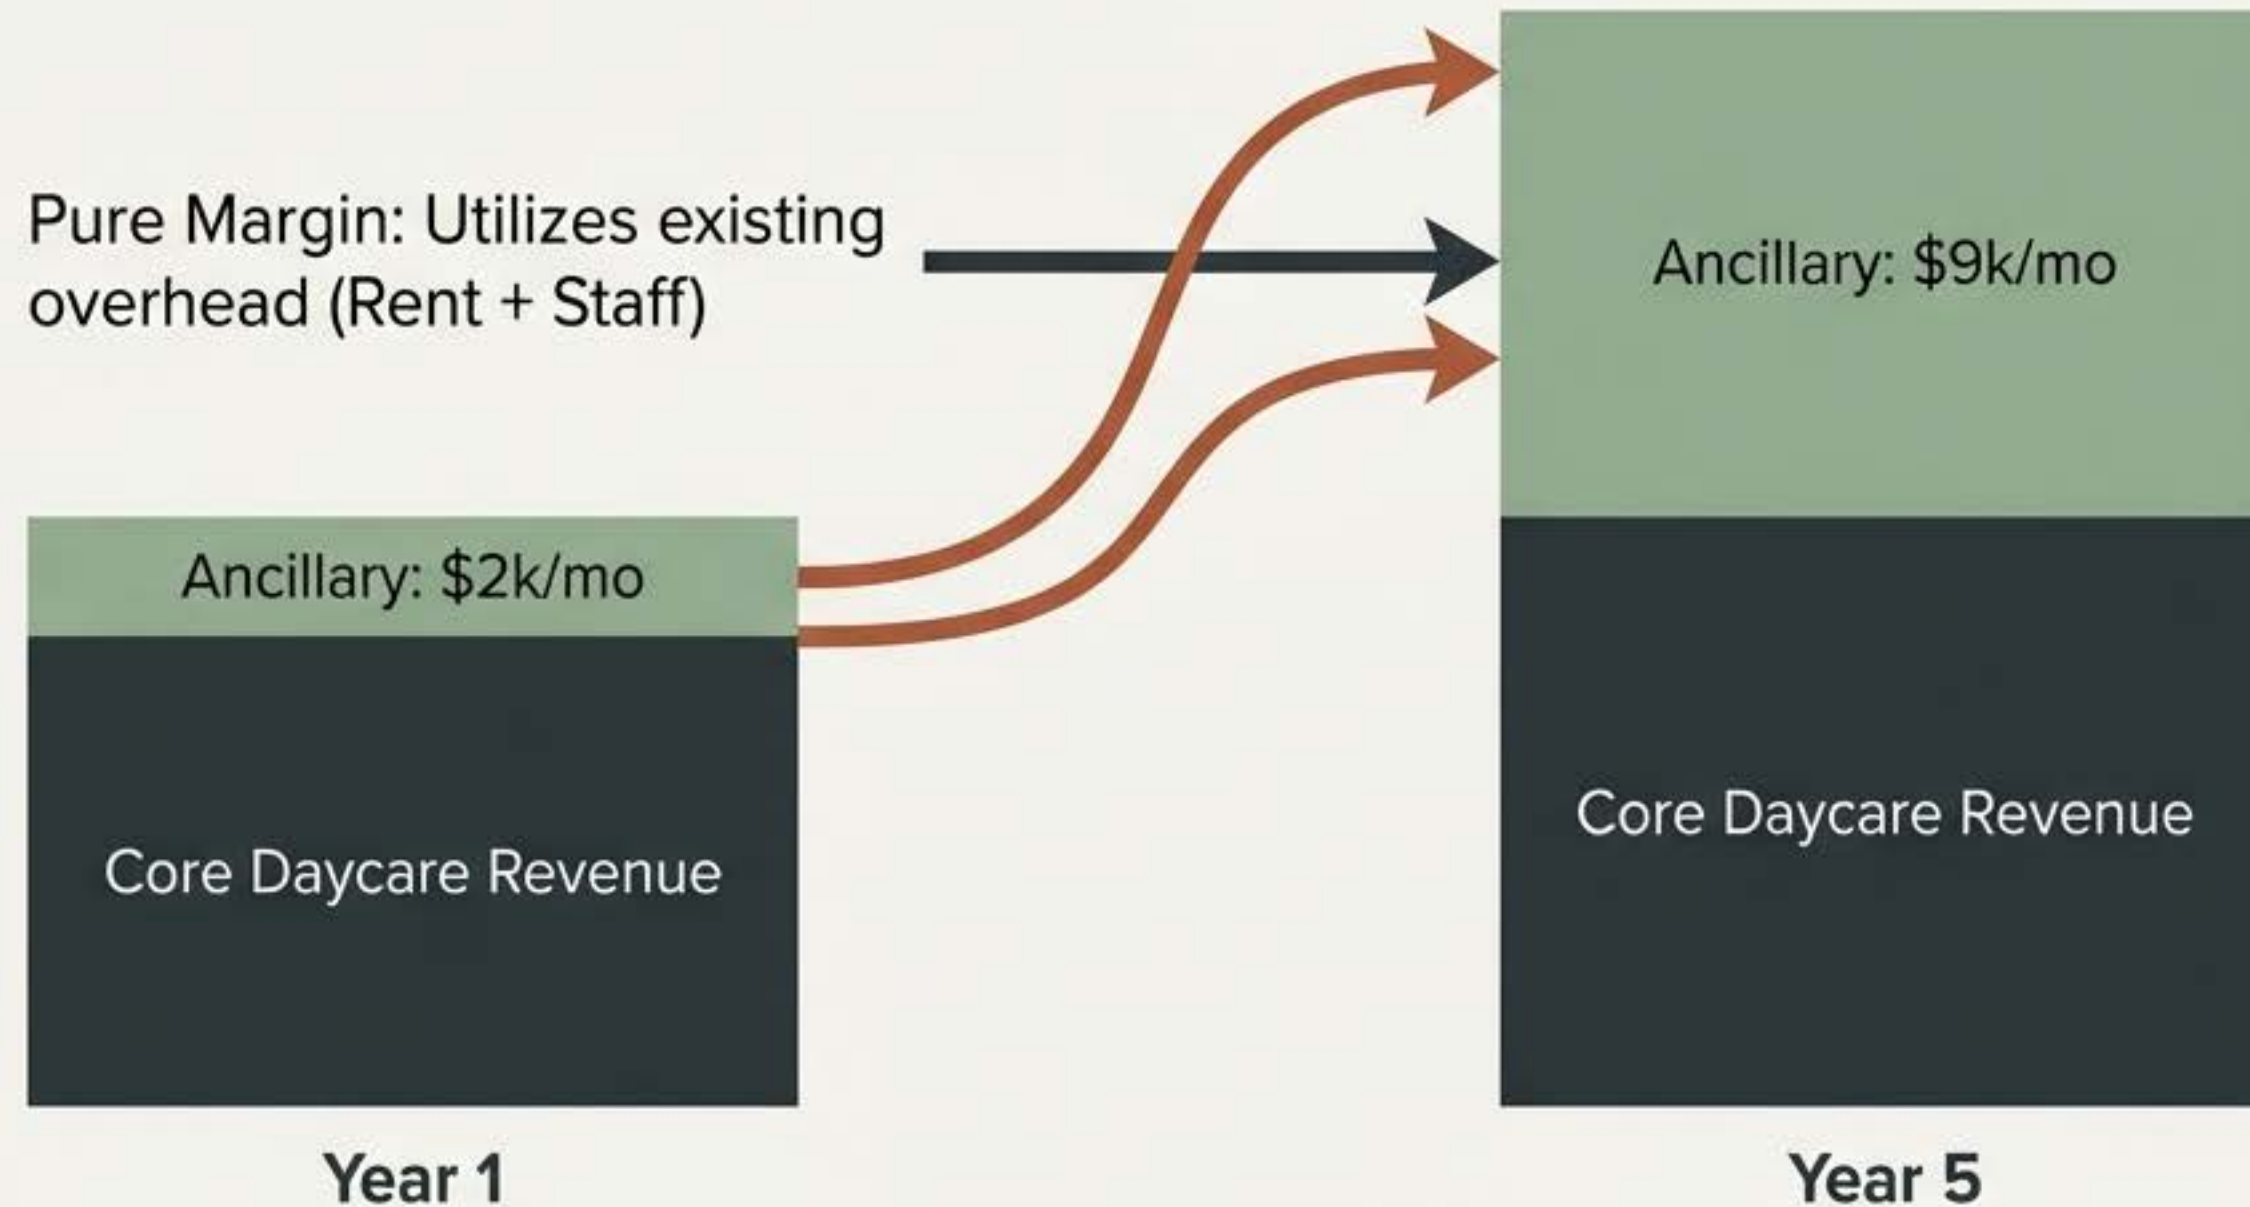 Pure Margin: Utilizes existing
overhead (Rent + Staff)
Ancillary: $9k/mo
Ancillary: $2k/mo
Core Daycare Revenue
Core Daycare Revenue
Year 1
Year 5